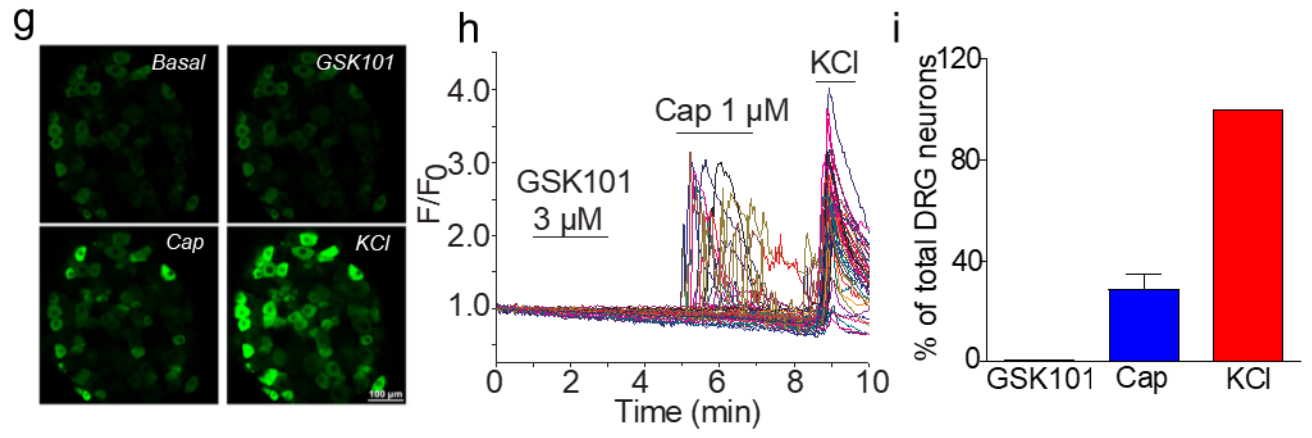 g
Basal
GSK101
Cap
KCl
100 µm
h
F/F0
4.0
3.0
2.0
1.0
GSK101
3 µM
Cap 1 µM
KCl
0 2 4 6 8 10
Time (min)
i
% of total DRG neurons
120
80
40
0
GSK101 Cap KCl